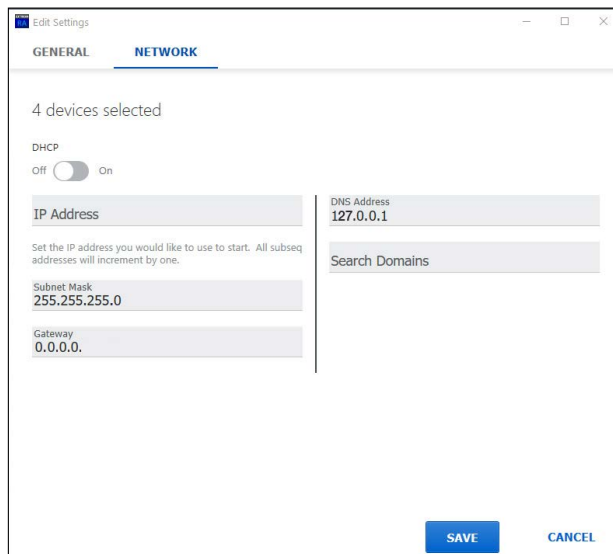 EXTRON
RA
Edit Settings
GENERAL NETWORK
4 devices selected
DHCP
Off On
IP Address
Set the IP address you would like to use to start. All subseq
addresses will increment by one.
Subnet Mask
255.255.255.0
Gateway
0.0.0.0.
DNS Address
127.0.0.1
Search Domains
SAVE CANCEL